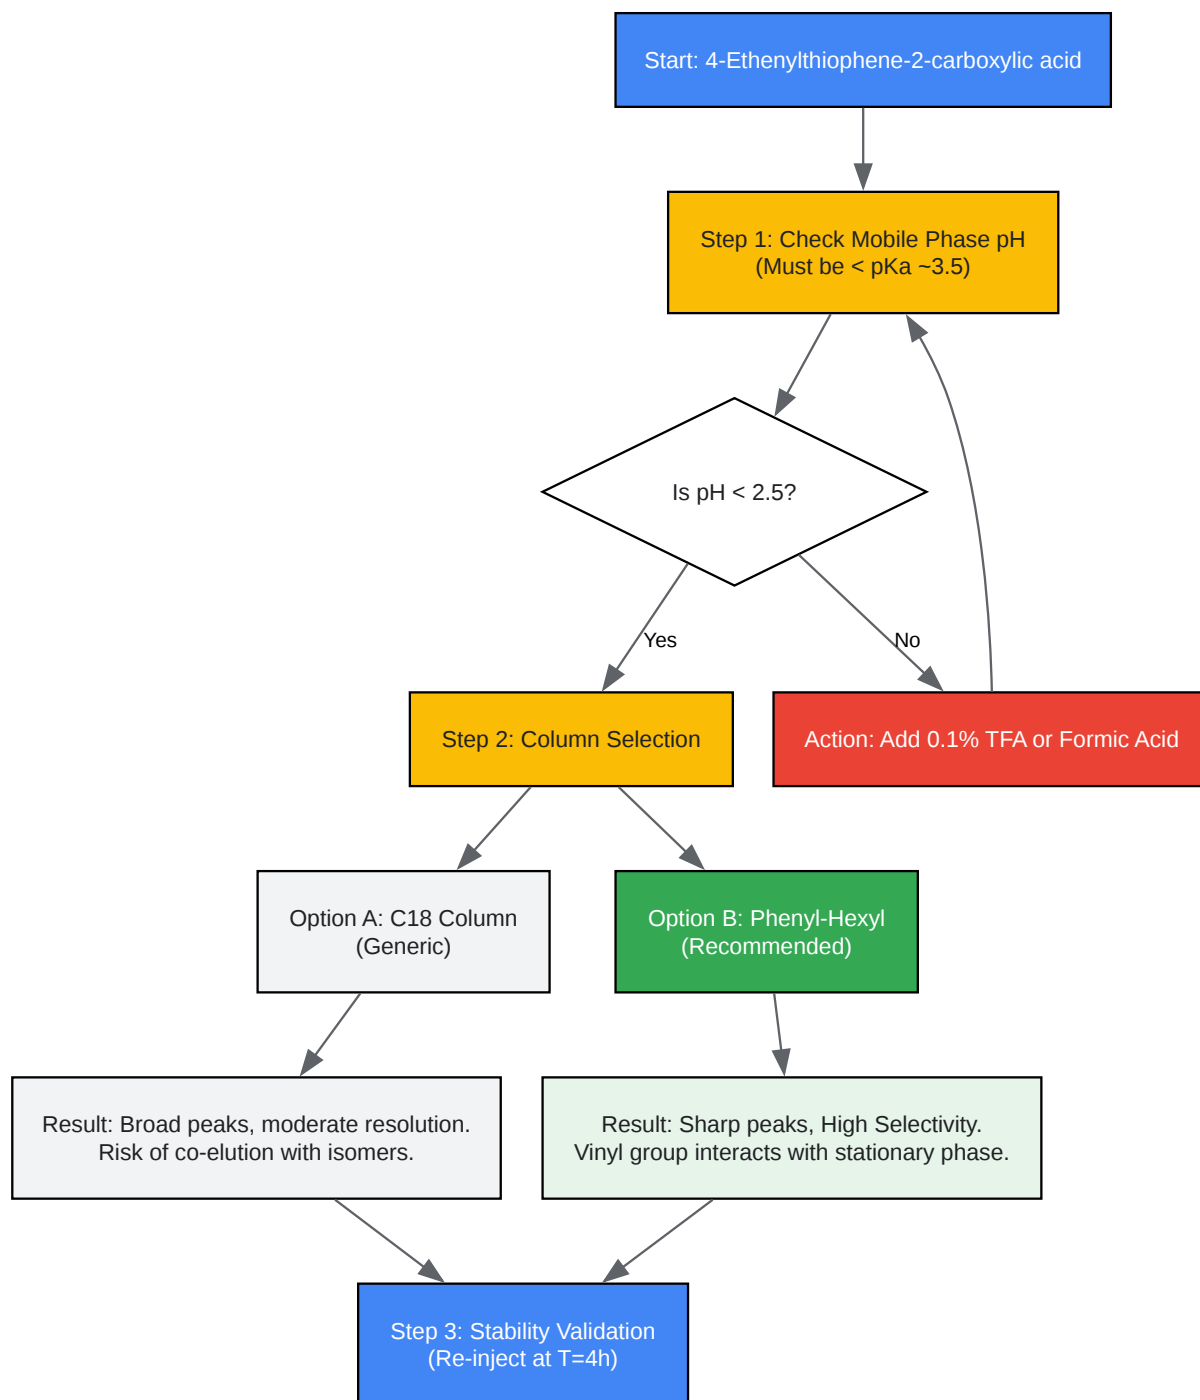 Start: 4-Ethenylthiophene-2-carboxylic acid
Step 1: Check Mobile Phase pH
(Must be < pKa ~3.5)
Is pH < 2.5?
Yes
No
Step 2: Column Selection
Action: Add 0.1% TFA or Formic Acid
Option A: C18 Column
(Generic)
Option B: Phenyl-Hexyl
(Recommended)
Result: Broad peaks, moderate resolution.
Risk of co-elution with isomers.
Result: Sharp peaks, High Selectivity.
Vinyl group interacts with stationary phase.
Step 3: Stability Validation
(Re-inject at T=4h)